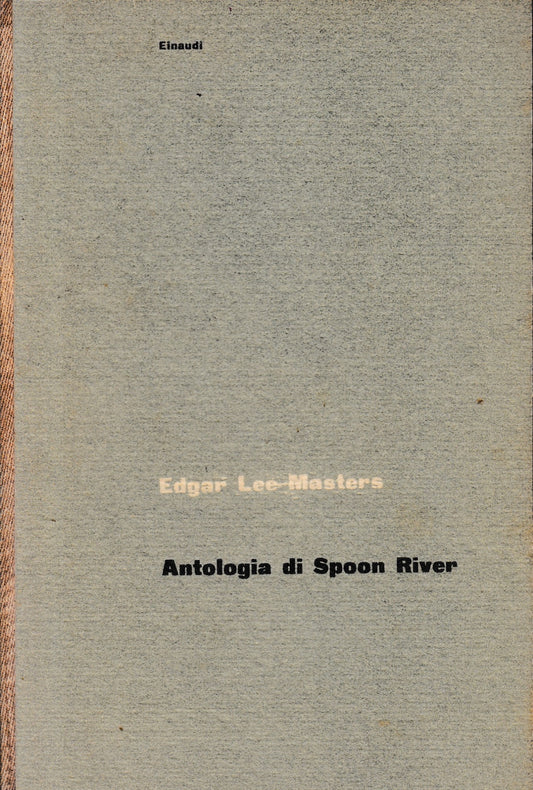 Einaudi
Edgar Lee Masters
Antologia di Spoon River